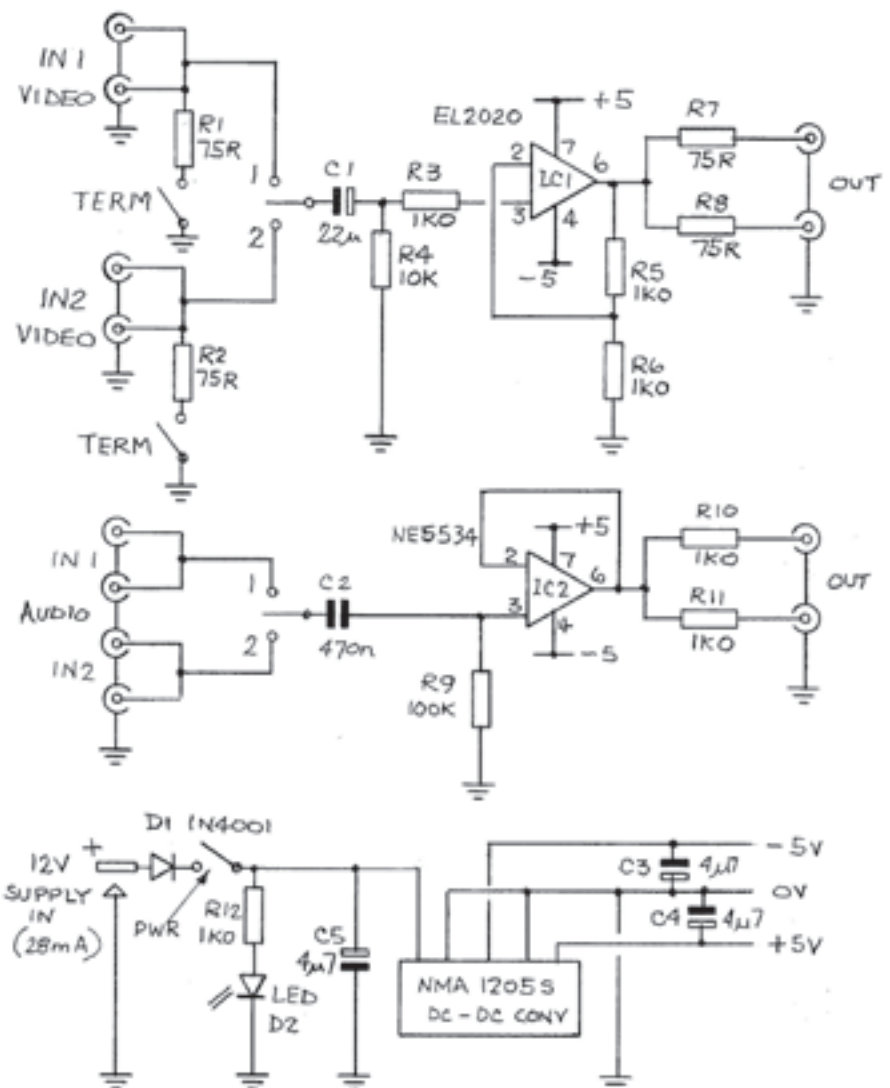 IN 1
VIDEO
R1
75R
TERM
1
2
C1
22µ
R3
1K0
R4
10K
EL2020
+5
2
7
6
IC1
3
4
-5
R5
1K0
R6
1K0
R7
75R
R8
75R
OUT
IN2
VIDEO
R2
75R
TERM
IN 1
AUDIO
IN2
1
2
C2
470n
NE5534
+5
2
7
6
IC2
3
4
-5
R9
100K
R10
1K0
R11
1K0
OUT
D1 1N4001
12V
+
SUPPLY
IN
(28mA)
PWR
R12
1K0
LED
D2
C5
4µ7
NMA 1205S
DC-DC CONV
C3
4µ7
C4
4µ7
-5V
0V
+5V